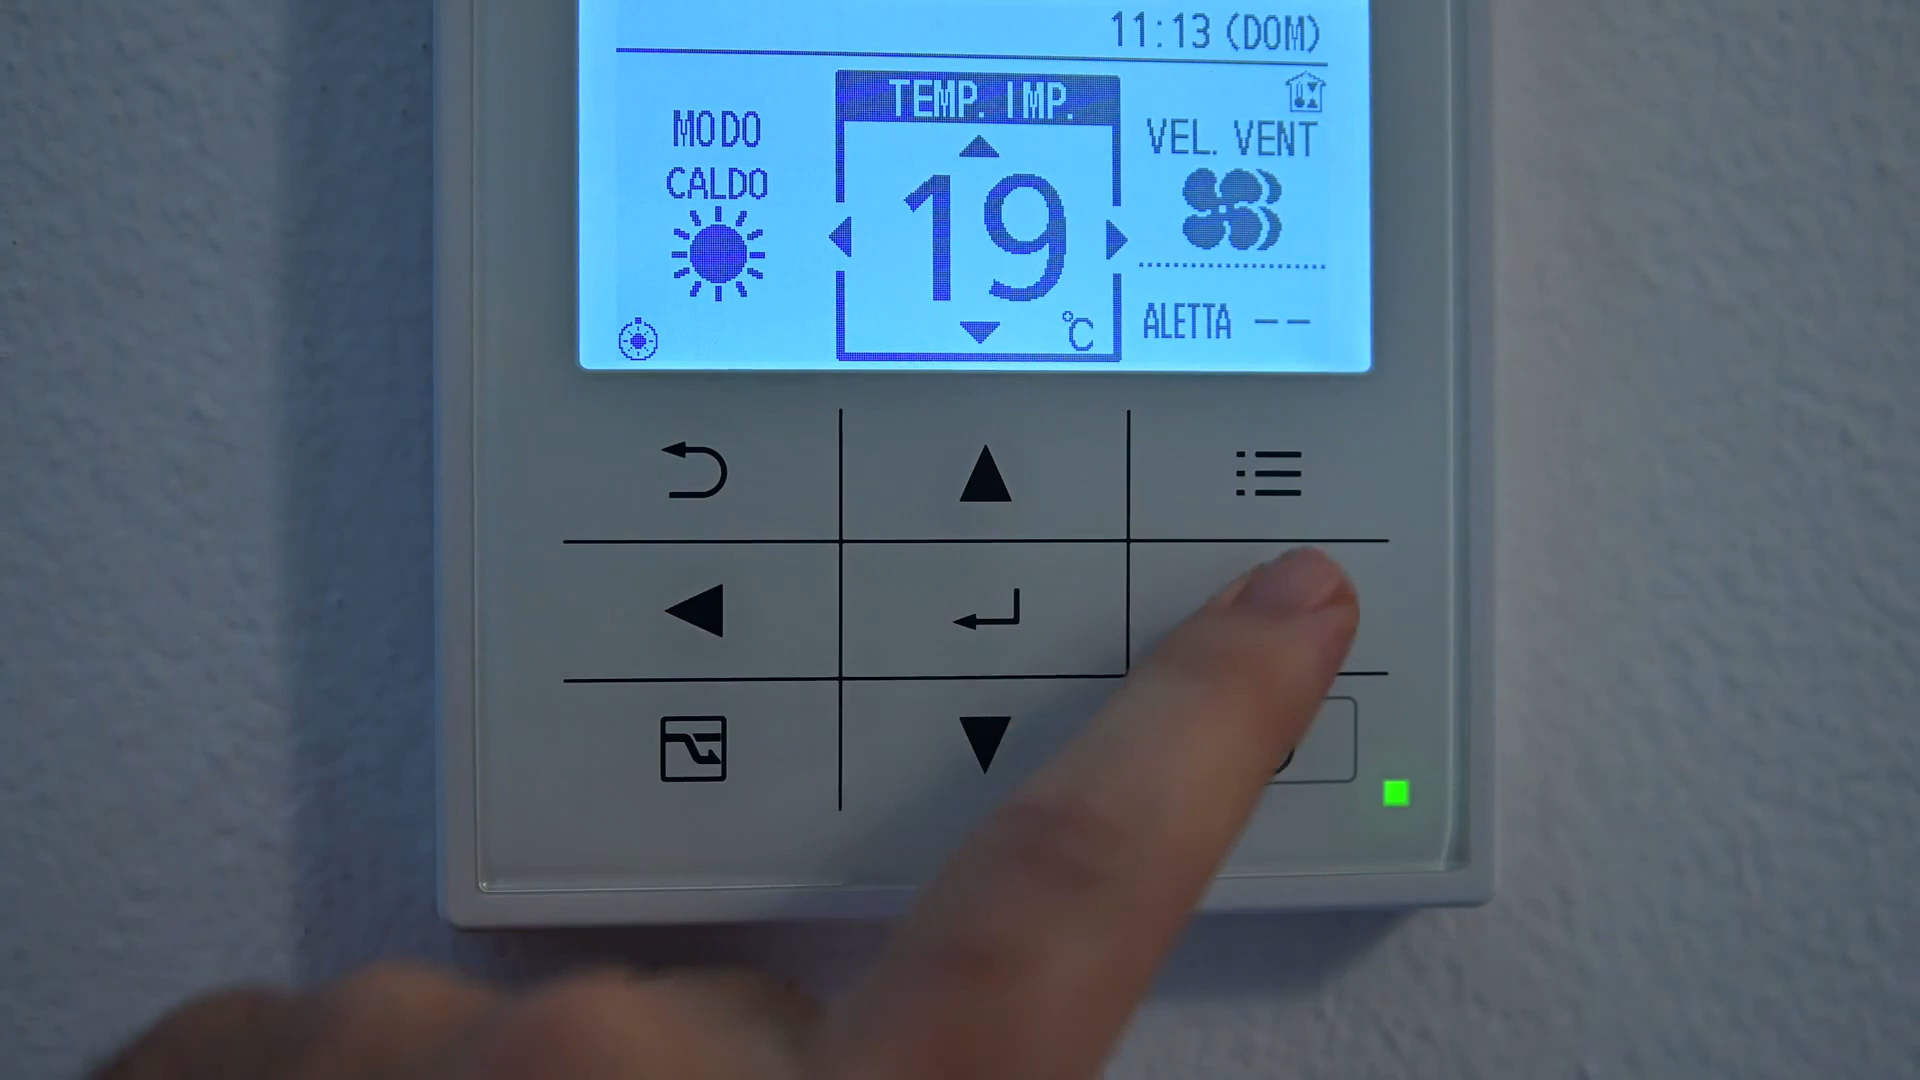 11:13 (DOM)
TEMP. IMP.
MODO
CALDO
19
°C
VEL. VENT
ALETTA --